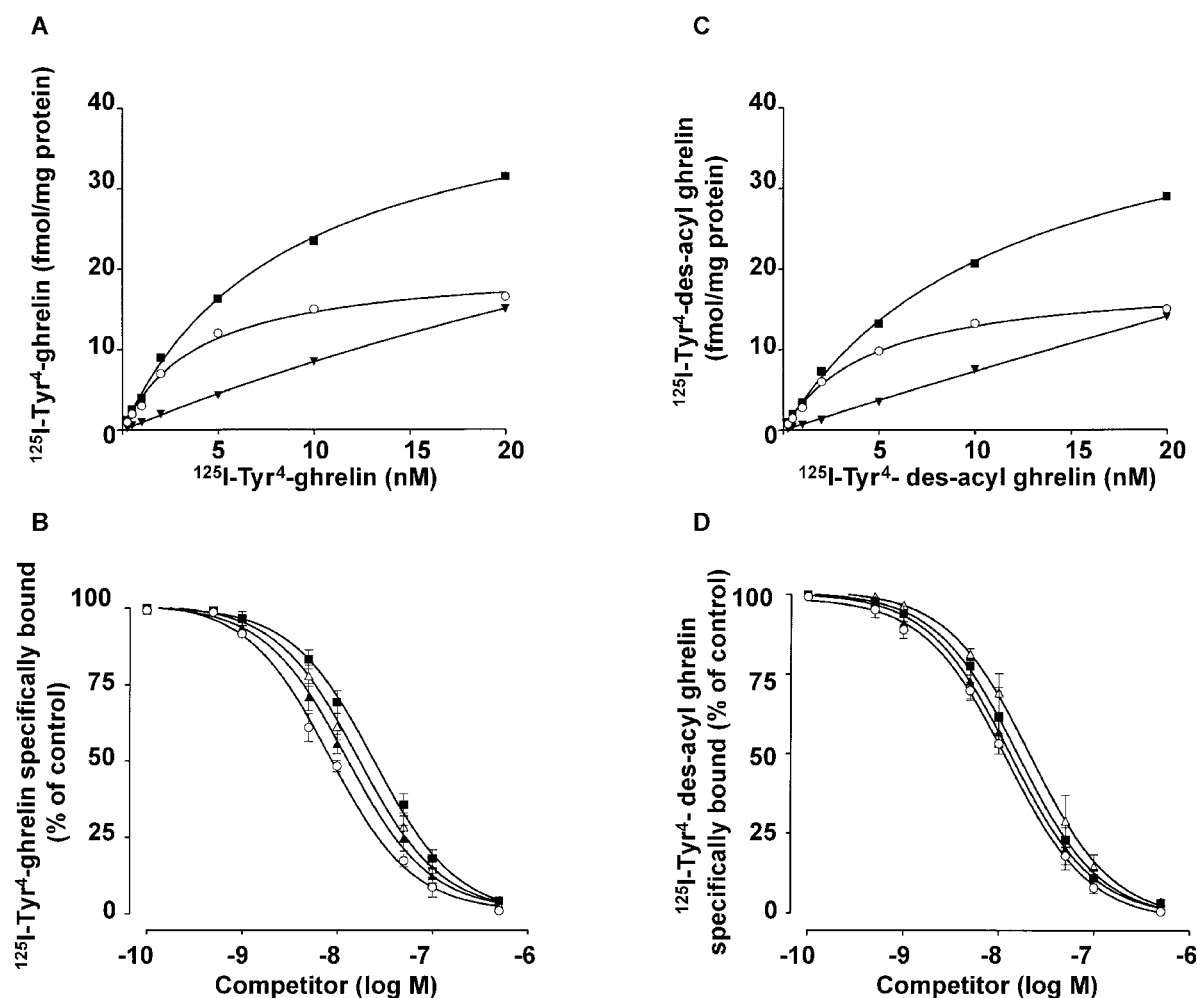 A
¹²⁵I-Tyr⁴-ghrelin (fmol/mg protein)
40
30
20
10
0
5
10
15
20
¹²⁵I-Tyr⁴-ghrelin (nM)
C
¹²⁵I-Tyr⁴-des-acyl ghrelin
(fmol/mg protein)
40
30
20
10
0
5
10
15
20
¹²⁵I-Tyr⁴- des-acyl ghrelin (nM)
B
¹²⁵I-Tyr⁴-ghrelin specifically bound
(% of control)
100
75
50
25
0
-10
-9
-8
-7
-6
Competitor (log M)
D
¹²⁵I-Tyr⁴- des-acyl ghrelin
specifically bound (% of control)
100
75
50
25
0
-10
-9
-8
-7
-6
Competitor (log M)